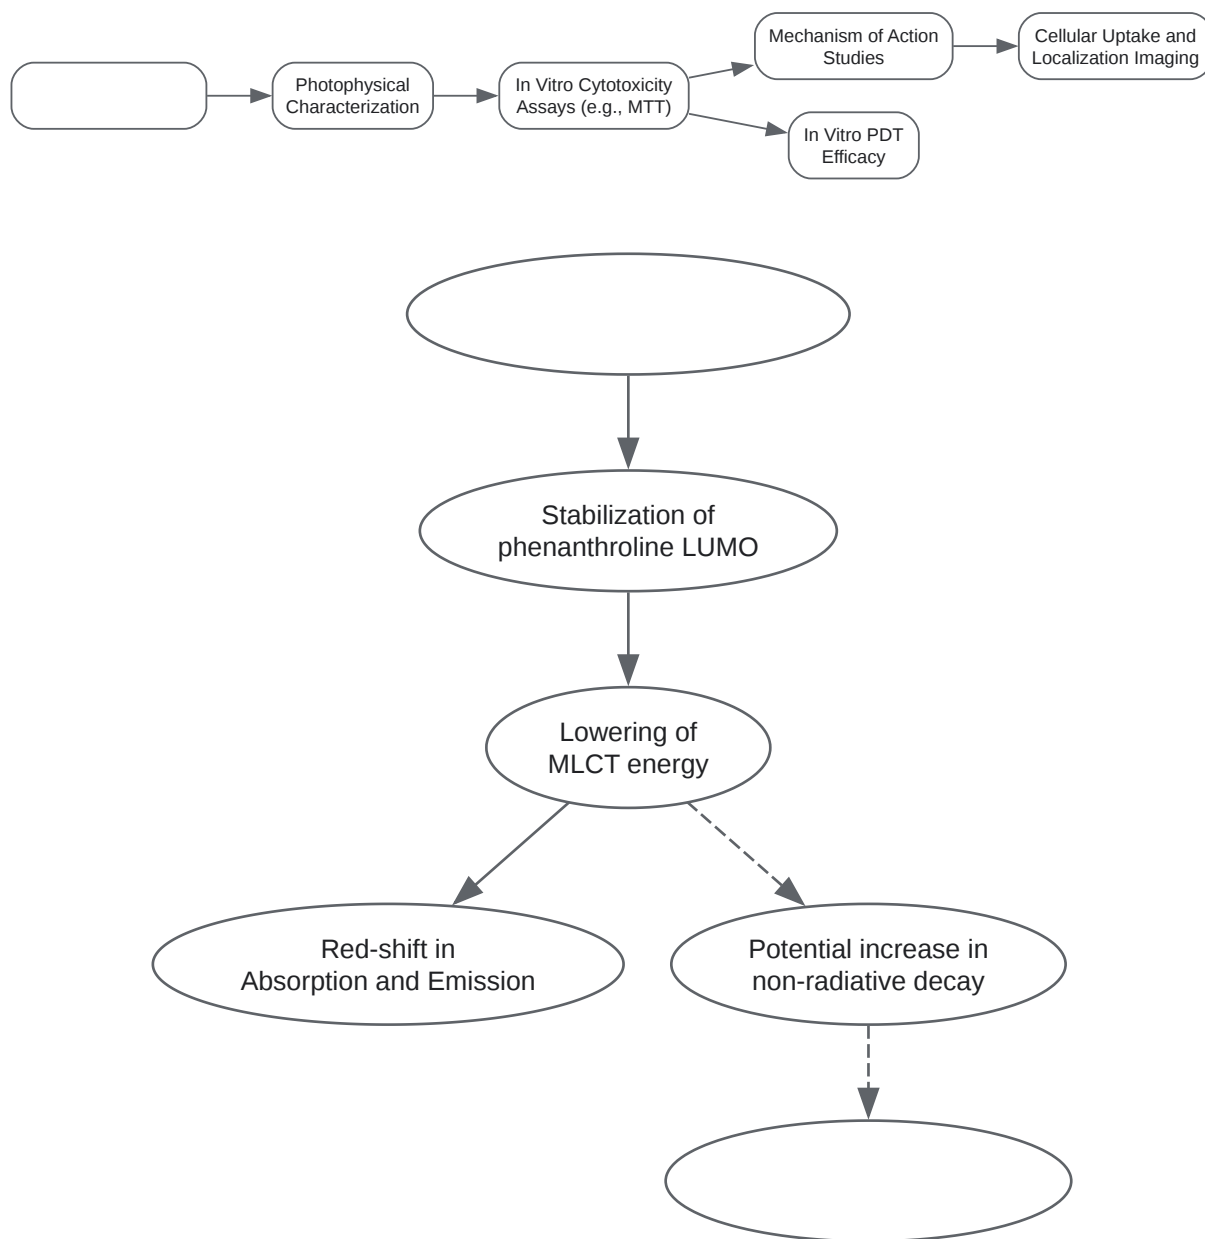 Mechanism of Action
Studies
Cellular Uptake and
Localization Imaging
Photophysical
Characterization
In Vitro Cytotoxicity
Assays (e.g., MTT)
In Vitro PDT
Efficacy
Stabilization of
phenanthroline LUMO
Lowering of
MLCT energy
Red-shift in
Absorption and Emission
Potential increase in
non-radiative decay